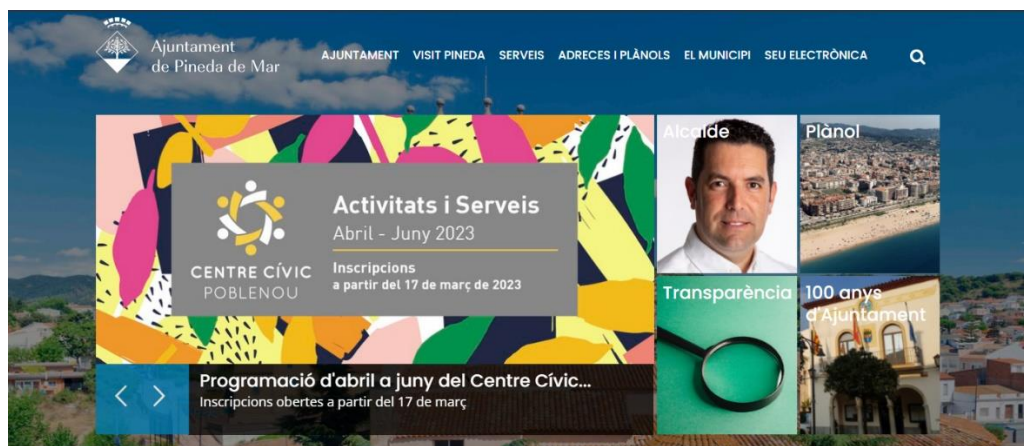 Ajuntament
de Pineda de Mar
AJUNTAMENT VISIT PINEDA SERVEIS ADRECES I PLÀNOLS EL MUNICIPI SEU ELECTRÒNICA
Activitats i Serveis
Abril - Juny 2023
Inscripcions
a partir del 17 de març de 2023
CENTRE CÍVIC
POBLENOU
Programació d'abril a juny del Centre Cívic...
Inscripcions obertes a partir del 17 de març
Alcalde
Plànol
Transparència
100 anys
d'Ajuntament